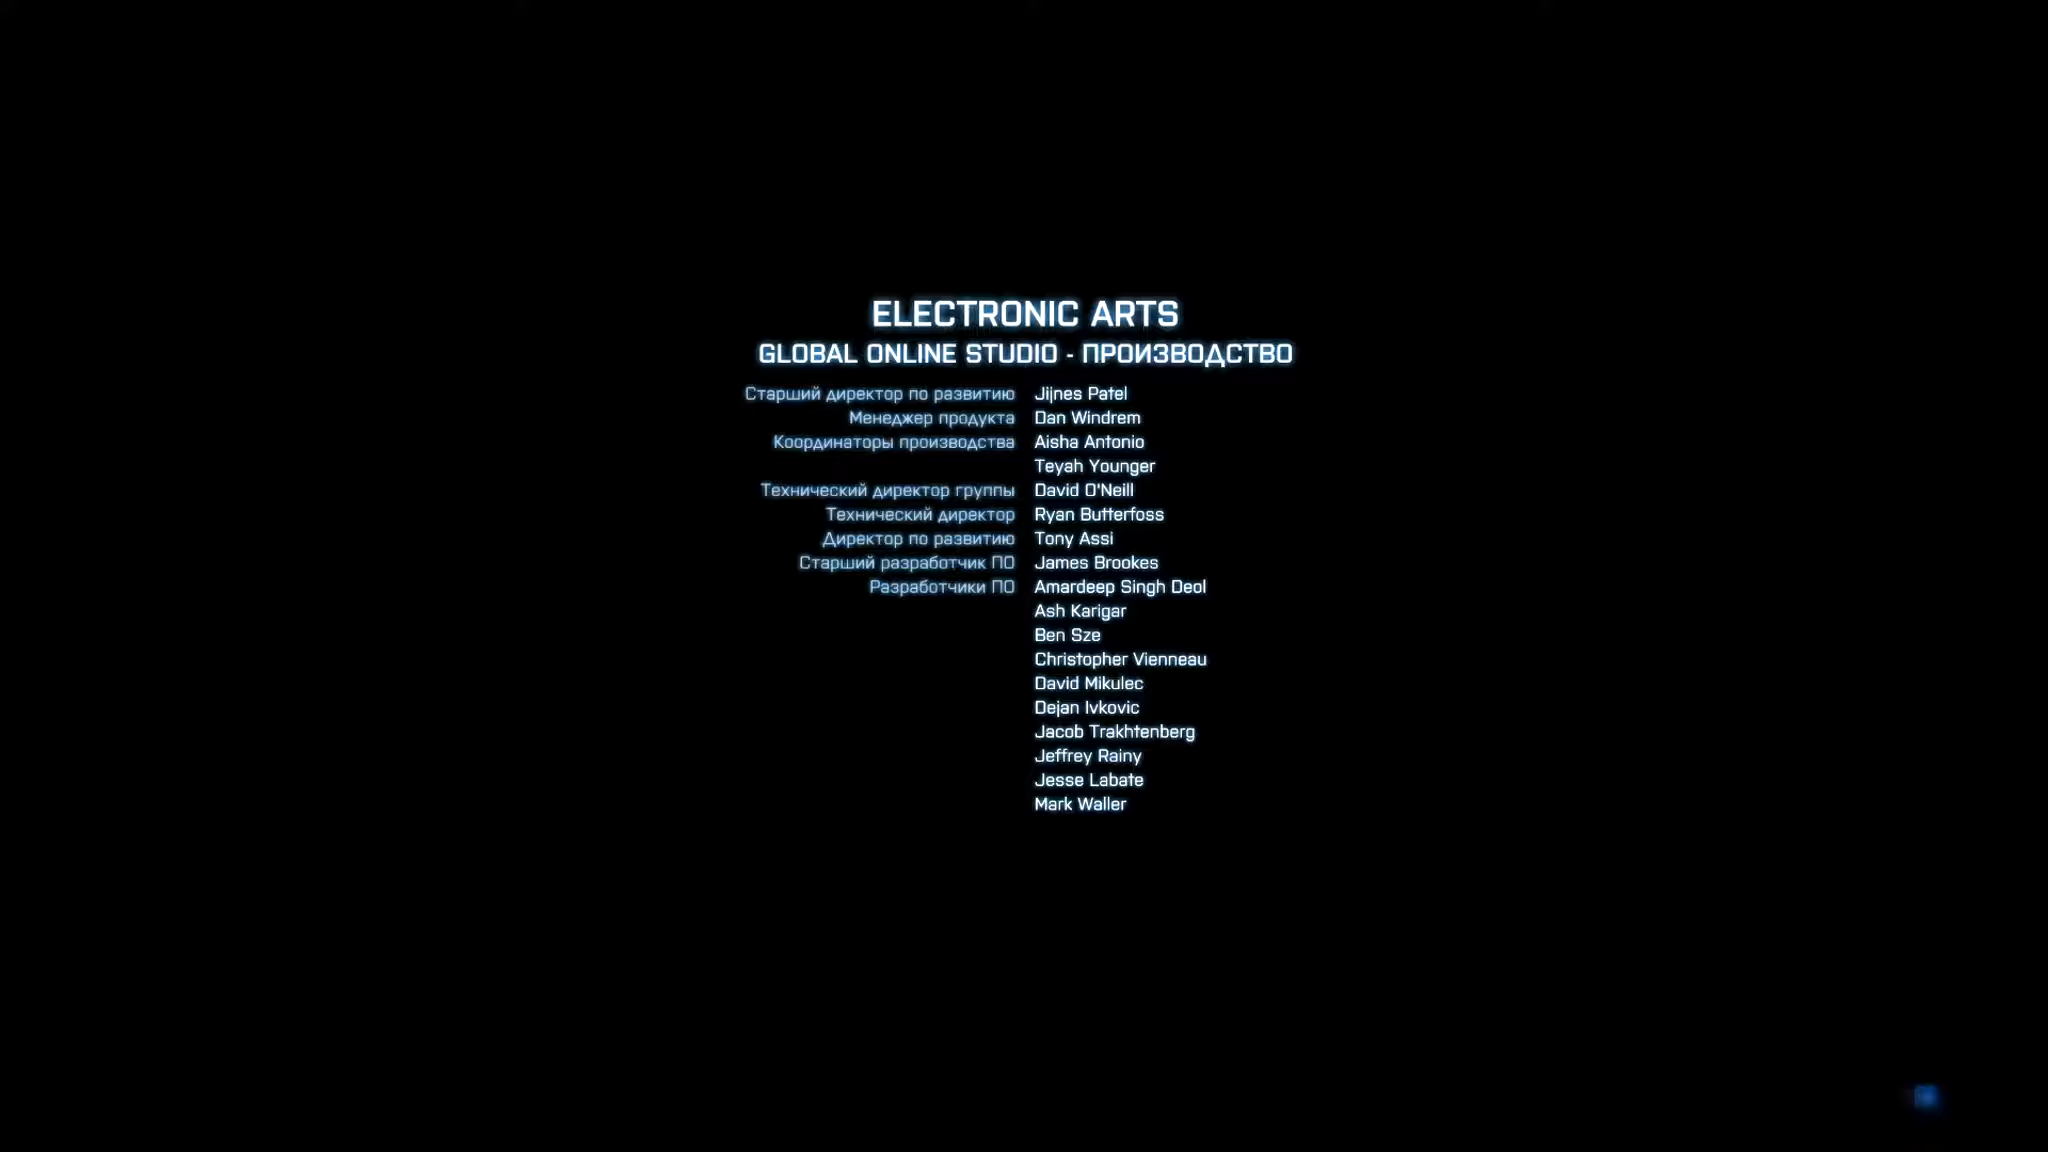 ELECTRONIC ARTS
GLOBAL ONLINE STUDIO - ПРОИЗВОДСТВО
Старший директор по развитию Jijnes Patel
Менеджер продукта Dan Windrem
Координаторы производства Aisha Antonio
Teyah Younger
Технический директор группы David O'Neill
Технический директор Ryan Butterfoss
Директор по развитию Tony Assi
Старший разработчик ПО James Brookes
Разработчики ПО Amardeep Singh Deol
Ash Karigar
Ben Sze
Christopher Vienneau
David Mikulec
Dejan Ivkovic
Jacob Trakhtenberg
Jeffrey Rainy
Jesse Labate
Mark Waller